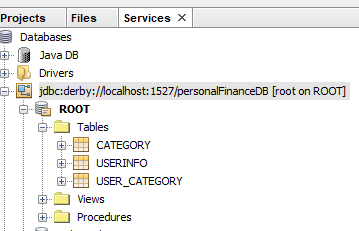 Projects Files Services ×
Databases
Java DB
Drivers
jdbc:derby://localhost:1527/personalFinanceDB [root on ROOT]
ROOT
Tables
CATEGORY
USERINFO
USER_CATEGORY
Views
Procedures